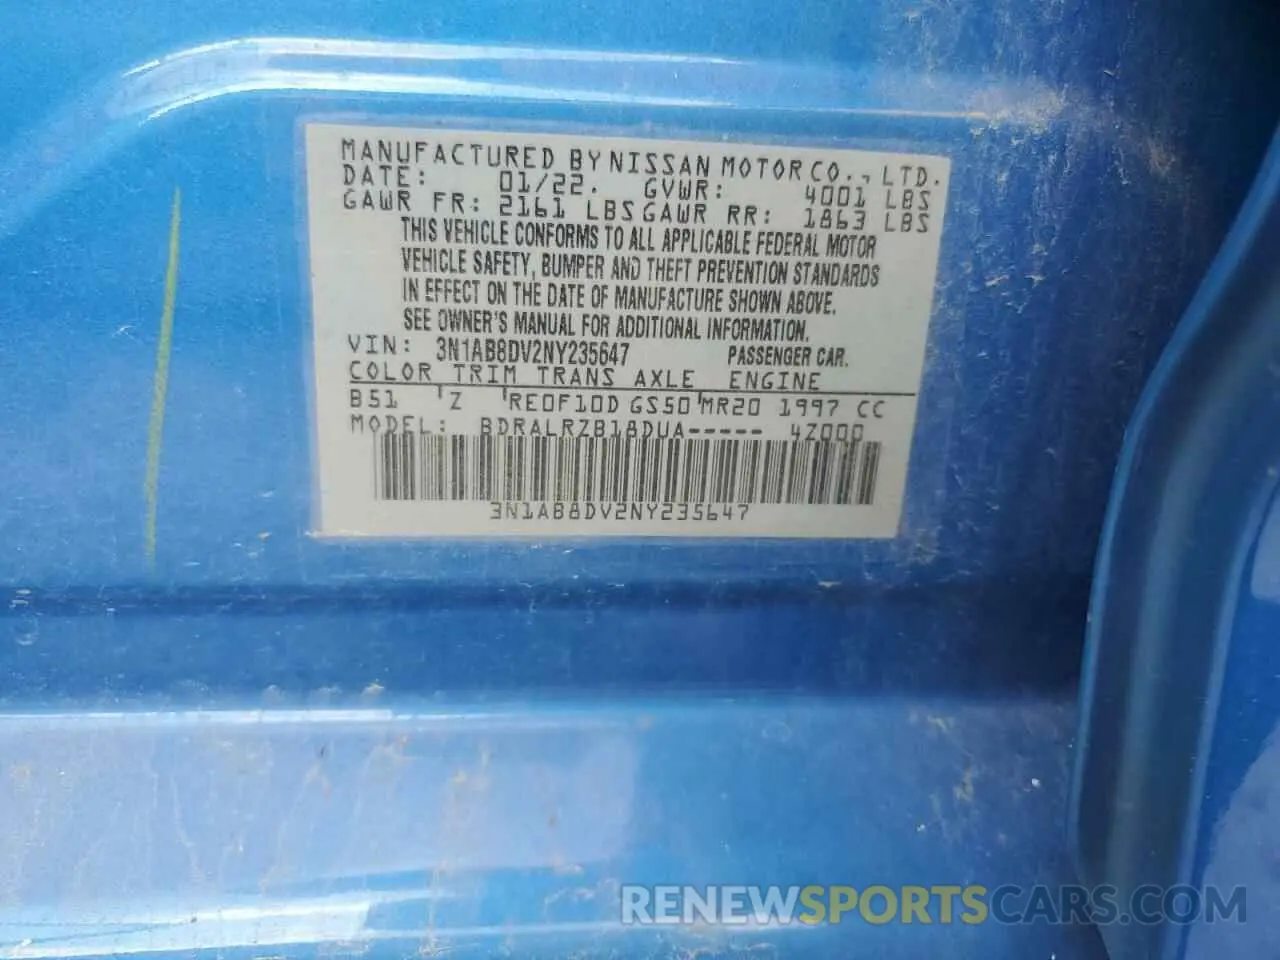 MANUFACTURED BY NISSAN MOTOR CO., LTD.
DATE: 01/22. GVWR: 4001 LBS
GAWR FR: 2161 LBS GAWR RR: 1863 LBS
THIS VEHICLE CONFORMS TO ALL APPLICABLE FEDERAL MOTOR
VEHICLE SAFETY, BUMPER AND THEFT PREVENTION STANDARDS
IN EFFECT ON THE DATE OF MANUFACTURE SHOWN ABOVE.
SEE OWNER'S MANUAL FOR ADDITIONAL INFORMATION.
VIN: 3N1AB8DV2NY235647 PASSENGER CAR.
COLOR TRIM TRANS AXLE ENGINE
B51 Z RE0F10D GS50 MR20 1997 CC
MODEL: BDRALRZB18DUA----- 4Z000
3N1AB8DV2NY235647
RENEWSPORTSCARS.COM